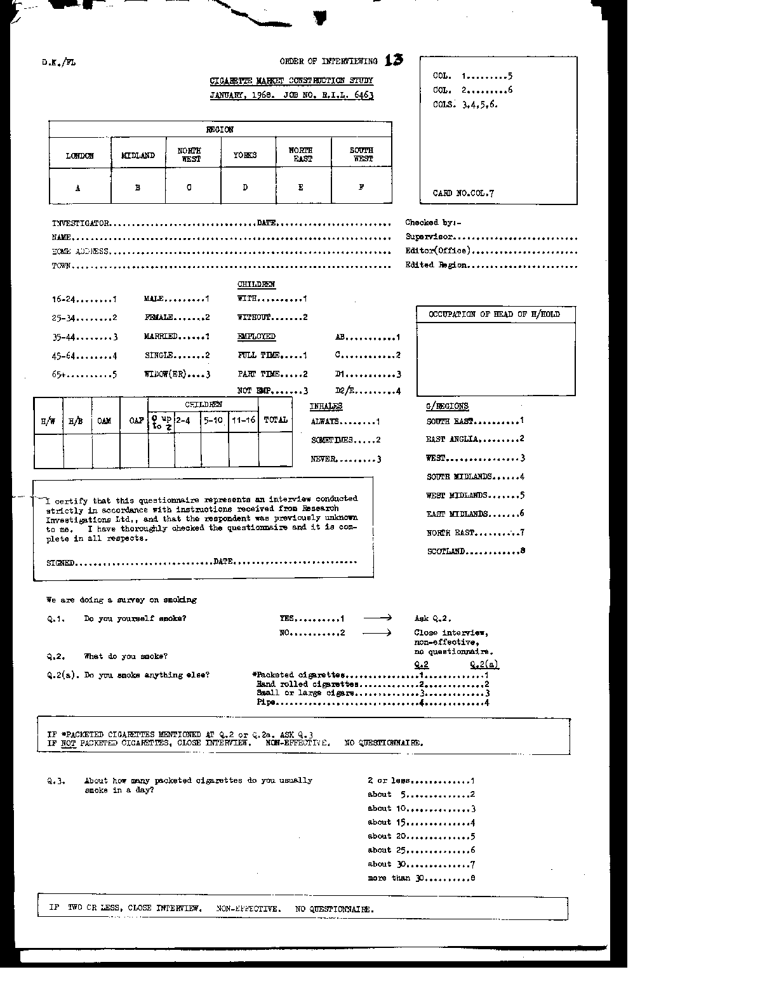 D.K./FL
ORDER OF INTERVIEWING 13
CIGARETTE MARKET CONSTRUCTION STUDY
JANUARY, 1968. JOB NO. R.I.L. 6463
COL. 1.........5
COL. 2.........6
COLS. 3,4,5,6.
CARD NO.COL.7
REGION
LONDON MIDLAND NORTH WEST YORKS NORTH EAST SOUTH WEST
A B C D E F
INVESTIGATOR..............................DATE........................
NAME.................................................................
HOME ADDRESS.........................................................
TOWN.................................................................
Checked by:-
Supervisor..........................
Editor(Office)......................
Edited Region.......................
CHILDREN
16-24........1 MALE.........1 WITH..........1
25-34........2 FEMALE.......2 WITHOUT.......2
35-44........3 MARRIED......1 EMPLOYED AB...........1
45-64........4 SINGLE.......2 FULL TIME.....1 C............2
65+..........5 WIDOW(ER)....3 PART TIME.....2 D1...........3
NOT EMP.......3 D2/E.........4
OCCUPATION OF HEAD OF H/HOLD
CHILDREN
H/W H/B OAM OAF 0 up to 2 2-4 5-10 11-16 TOTAL
INHALES
ALWAYS........1
SOMETIMES.....2
NEVER.........3
G/REGIONS
SOUTH EAST..........1
EAST ANGLIA.........2
WEST................3
SOUTH MIDLANDS......4
WEST MIDLANDS.......5
EAST MIDLANDS.......6
NORTH EAST..........7
SCOTLAND............8
I certify that this questionnaire represents an interview conducted
strictly in accordance with instructions received from Research
Investigations Ltd., and that the respondent was previously unknown
to me. I have thoroughly checked the questionnaire and it is com-
plete in all respects.
SIGNED.............................DATE..........................
We are doing a survey on smoking
Q.1. Do you yourself smoke? YES..........1 → Ask Q.2.
NO...........2 → Close interview,
non-effective,
no questionnaire.
Q.2. What do you smoke?
Q.2 Q.2(a)
Q.2(a). Do you smoke anything else? *Packeted cigarettes...............1.............1
Hand rolled cigarettes.............2.............2
Small or large cigars..............3.............3
Pipe...............................4.............4
IF *PACKETED CIGARETTES MENTIONED AT Q.2 or Q.2a. ASK Q.3
IF NOT PACKETED CIGARETTES, CLOSE INTERVIEW. NON-EFFECTIVE. NO QUESTIONNAIRE.
Q.3. About how many packeted cigarettes do you usually
smoke in a day?
2 or less.............1
about 5..............2
about 10..............3
about 15..............4
about 20..............5
about 25..............6
about 30..............7
more than 30..........8
IF TWO OR LESS, CLOSE INTERVIEW. NON-EFFECTIVE. NO QUESTIONNAIRE.